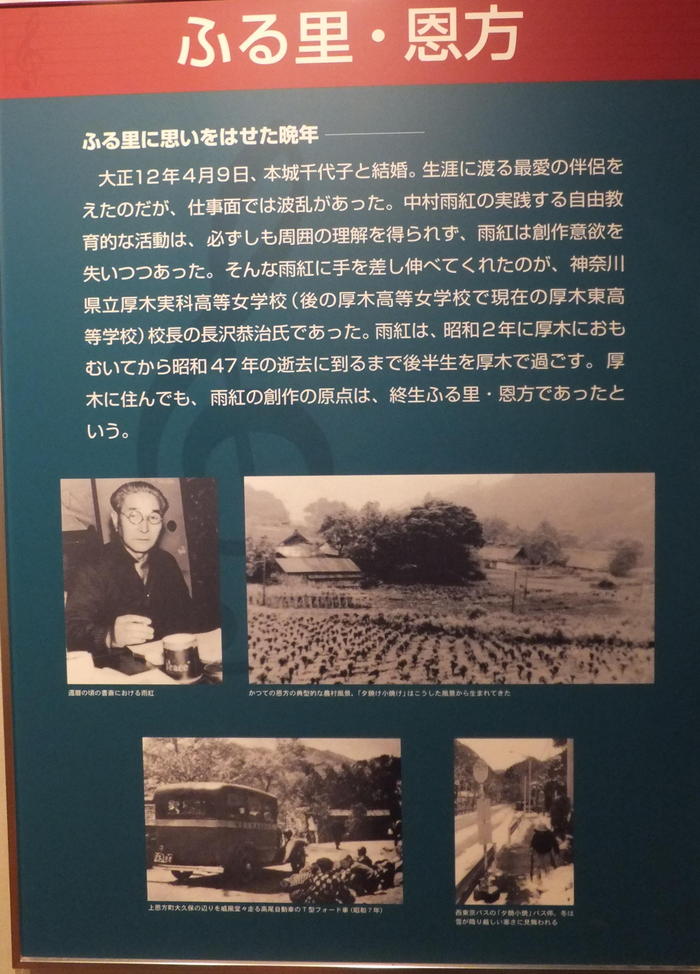 ふる里・恩方
ふる里に思いをはせた晩年
大正12年4月9日、本城千代子と結婚。生涯に渡る最愛の伴侶を
えたのだが、仕事面では波乱があった。中村雨紅の実践する自由教
育的な活動は、必ずしも周囲の理解を得られず、雨紅は創作意欲を
失いつつあった。そんな雨紅に手を差し伸べてくれたのが、神奈川
県立厚木実科高等女学校(後の厚木高等女学校で現在の厚木東高
等学校)校長の長沢恭治氏であった。雨紅は、昭和2年に厚木におも
むいてから昭和47年の逝去に到るまで後半生を厚木で過ごす。厚
木に住んでも、雨紅の創作の原点は、終生ふる里・恩方であったと
いう。
Peace
還暦の頃の書斎における雨紅
かつての恩方の典型的な農村風景。「夕焼け小焼け」はこうした風景から生まれてきた
上恩方町大久保の辺りを威風堂々走る高尾自動車のT型フォード車(昭和7年)
西東京バスの「夕焼小焼」バス停。冬は
雪が降り厳しい寒さに見舞われる